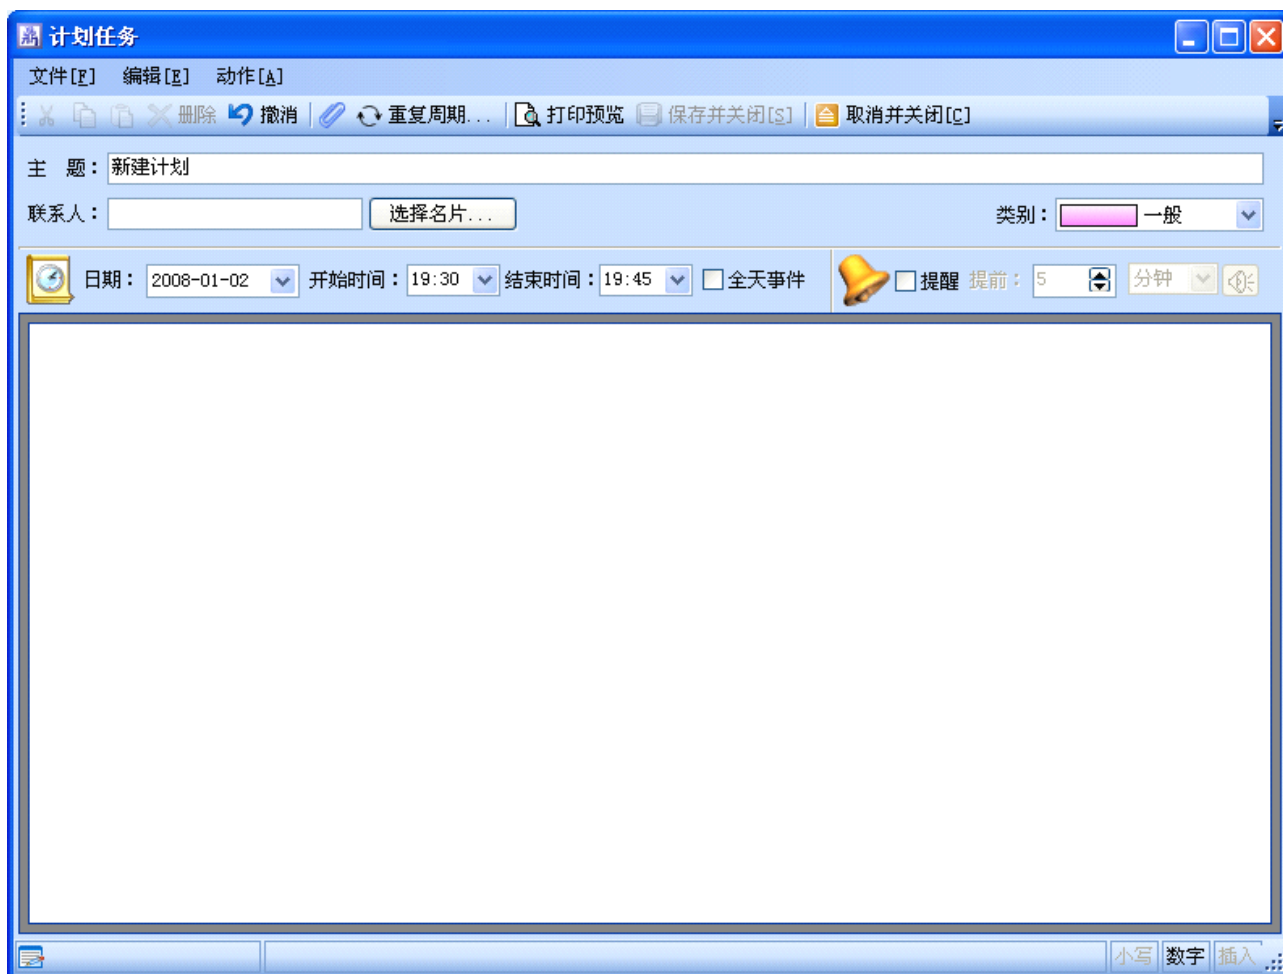 计划任务
文件[F] 编辑[E] 动作[A]
删除 撤消 重复周期... 打印预览 保存并关闭[S] 取消并关闭[C]
主 题：新建计划
联系人： 选择名片... 类别： 一般
日期： 2008-01-02 开始时间：19:30 结束时间：19:45 全天事件 提醒 提前：5 分钟
小写 数字 插入